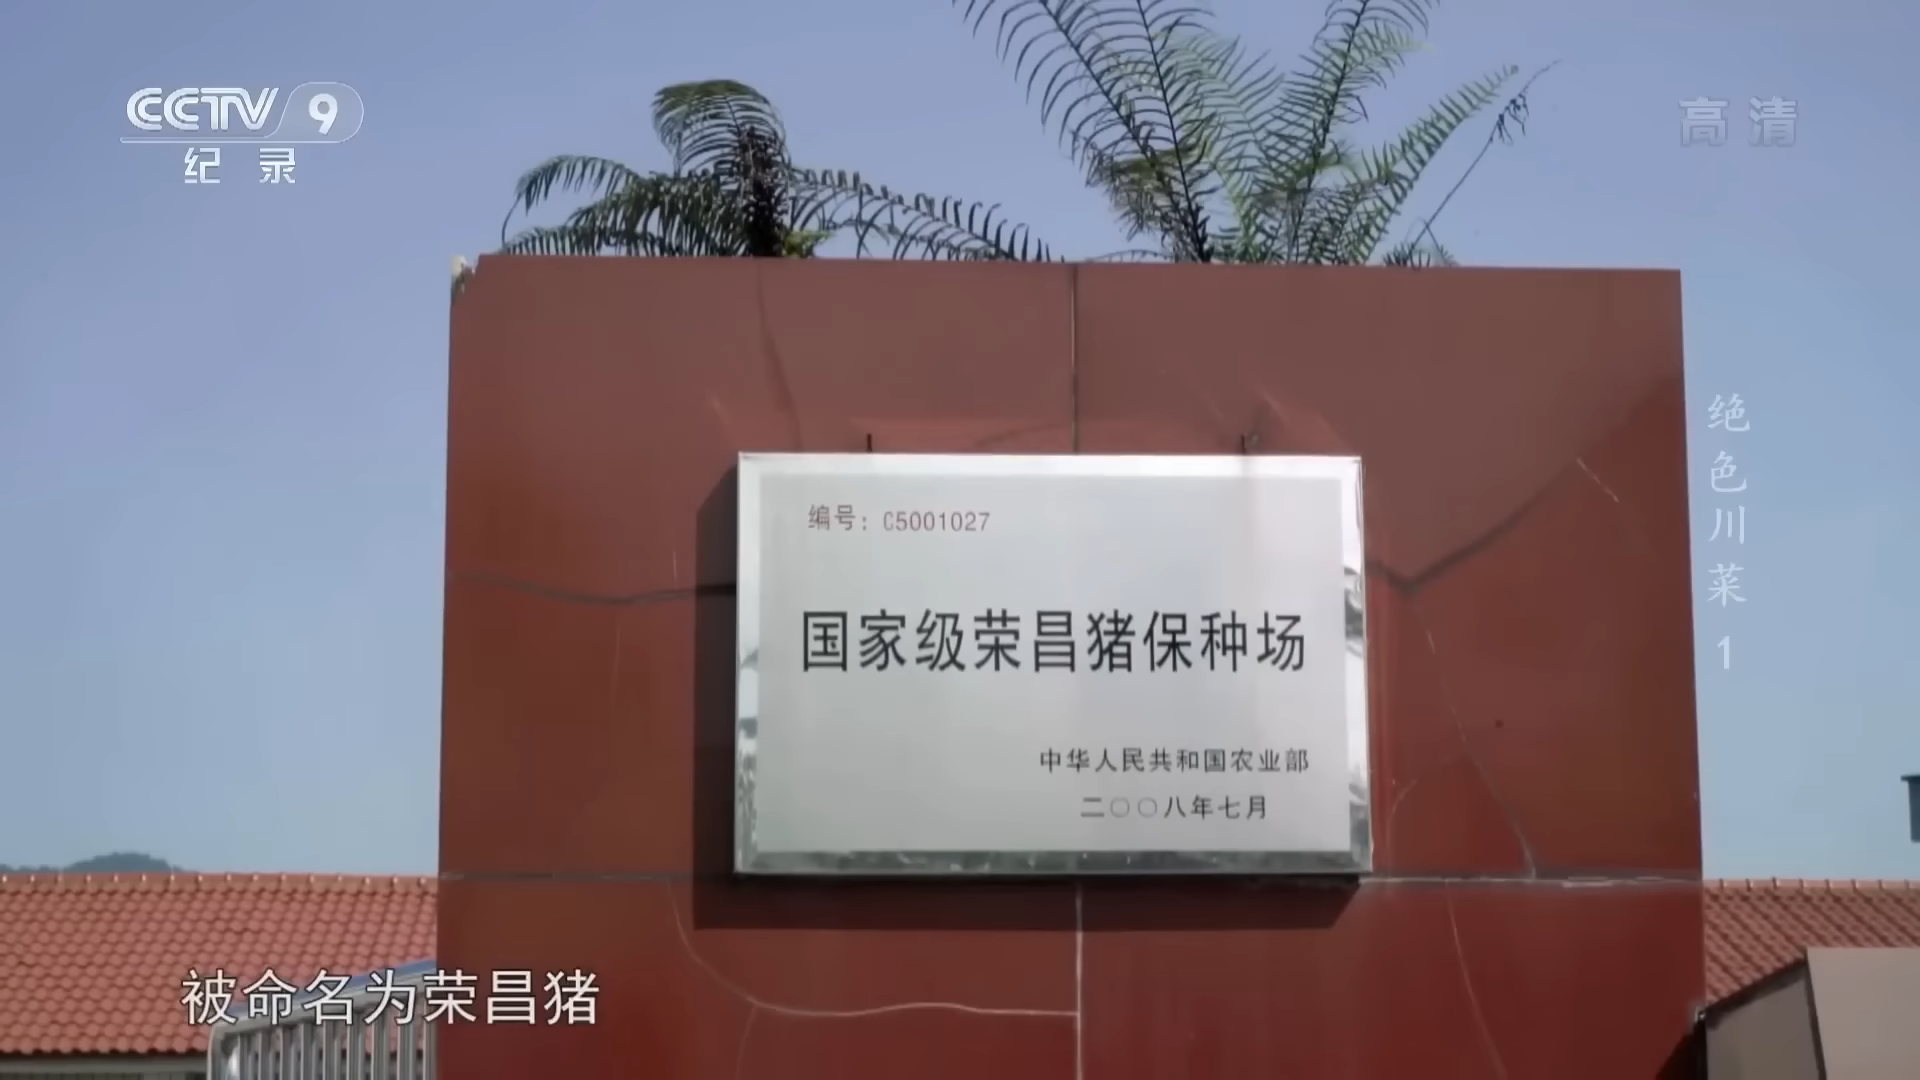 CCTV 9
纪录
高清
编号：C5001027
国家级荣昌猪保种场
中华人民共和国农业部
二〇〇八年七月
绝色川菜 1
被命名为荣昌猪